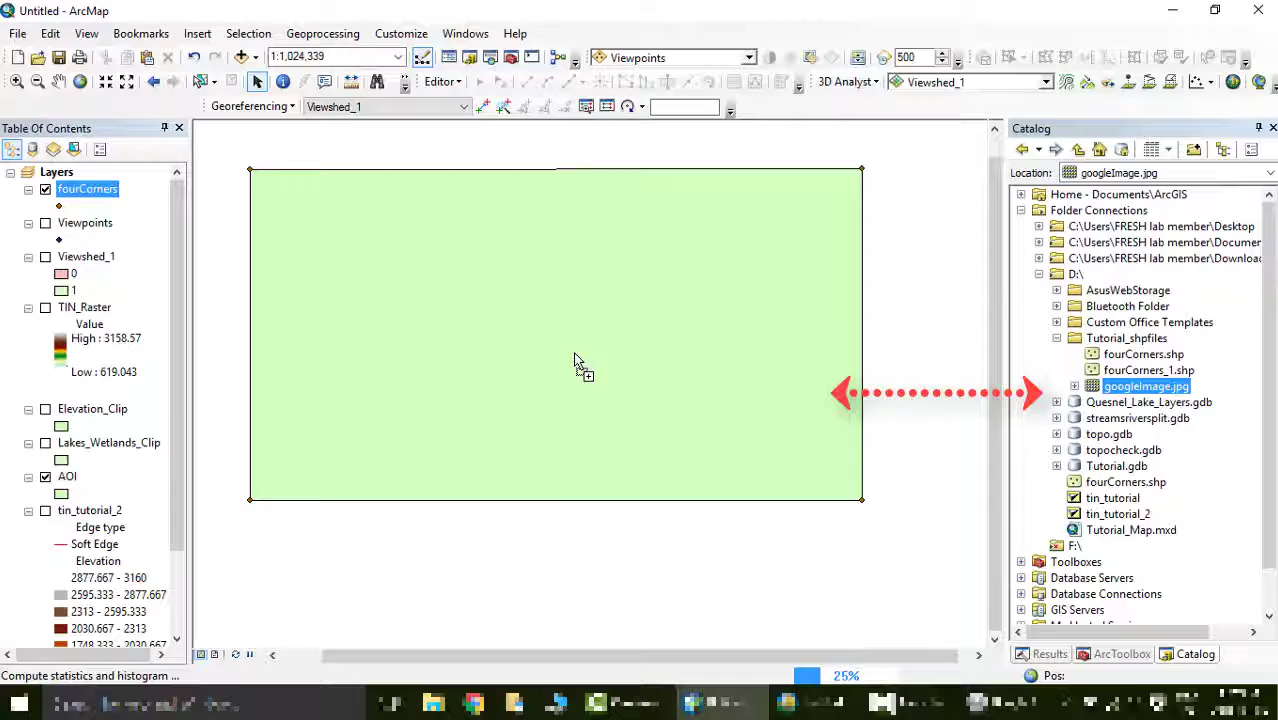 Untitled - ArcMap
File Edit View Bookmarks Insert Selection Geoprocessing Customize Windows Help
1:1,024,339 Viewpoints 500
Editor 3D Analyst Viewshed_1
Georeferencing Viewshed_1
Table Of Contents
Layers
fourCorners
Viewpoints
Viewshed_1
0
1
TIN_Raster
Value
High : 3158.57
Low : 619.043
Elevation_Clip
Lakes_Wetlands_Clip
AOI
tin_tutorial_2
Edge type
Soft Edge
Elevation
2877.667 - 3160
2595.333 - 2877.667
2313 - 2595.333
2030.667 - 2313
1748.333 - 2030.667
Catalog
Location: googleImage.jpg
Home - Documents\ArcGIS
Folder Connections
C:\Users\FRESH lab member\Desktop
C:\Users\FRESH lab member\Documen
C:\Users\FRESH lab member\Downloa
D:\
AsusWebStorage
Bluetooth Folder
Custom Office Templates
Tutorial_shpfiles
fourCorners.shp
fourCorners_1.shp
googleImage.jpg
Quesnel_Lake_Layers.gdb
streamsriversplit.gdb
topo.gdb
topocheck.gdb
Tutorial.gdb
fourCorners.shp
tin_tutorial
tin_tutorial_2
Tutorial_Map.mxd
F:\
Toolboxes
Database Servers
Database Connections
GIS Servers
Results ArcToolbox Catalog
Compute statistics and histogram ... 25% Pos: